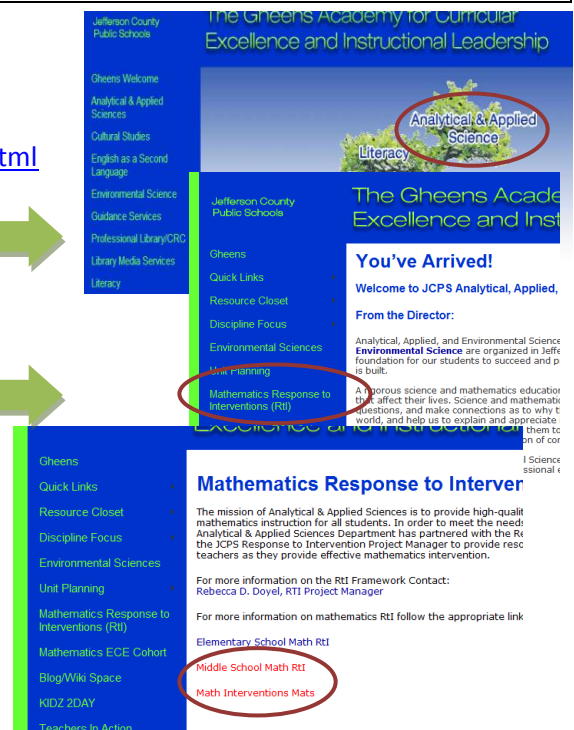 Jefferson County
Public Schools
The Gheens Academy for Curricular
Excellence and Instructional Leadership
Gheens Welcome
Analytical & Applied
Sciences
Cultural Studies
English as a Second
Language
Environmental Science
Guidance Services
Professional Library/CRC
Library Media Services
Literacy
Analytical & Applied
Science
Literacy
tml
Jefferson County
Public Schools
The Gheens Acade
Excellence and Inst
Gheens
Quick Links
Resource Closet
Discipline Focus
Environmental Sciences
Unit Planning
Mathematics Response to
Interventions (RtI)
You've Arrived!
Welcome to JCPS Analytical, Applied,
From the Director:
Analytical, Applied, and Environmental Science
Environmental Science are organized in Jeffe
foundation for our students to succeed and p
is built.
A rigorous science and mathematics education
that affect their lives. Science and mathematic
questions, and make connections as to why t
world, and help us to explain and appreciate
them to
n of cor
l Science
ssional e
Excellence and Instructional
Gheens
Quick Links
Resource Closet
Discipline Focus
Environmental Sciences
Unit Planning
Mathematics Response to
Interventions (RtI)
Mathematics ECE Cohort
Blog/Wiki Space
KIDZ 2DAY
Teachers In Action
Mathematics Response to Interven
The mission of Analytical & Applied Sciences is to provide high-qualit
mathematics instruction for all students. In order to meet the needs
Analytical & Applied Sciences Department has partnered with the Re
the JCPS Response to Intervention Project Manager to provide resc
teachers as they provide effective mathematics intervention.
For more information on the RtI Framework Contact:
Rebecca D. Doyel, RTI Project Manager
For more information on mathematics RtI follow the appropriate link
Elementary School Math RtI
Middle School Math RtI
Math Interventions Mats